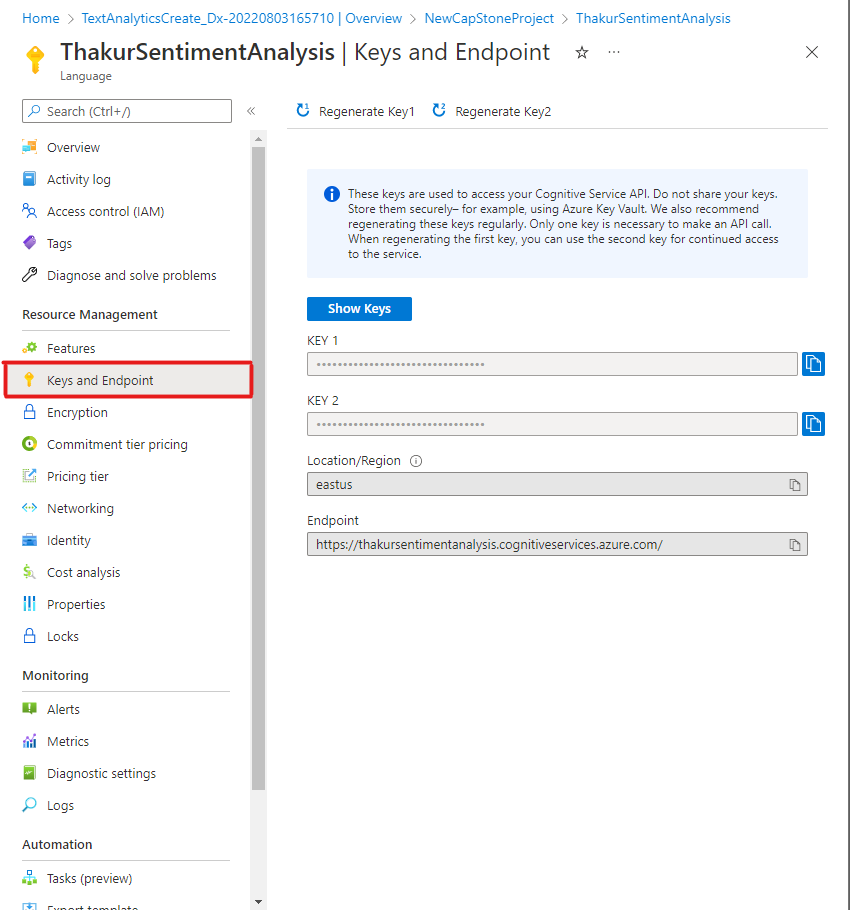 Home > TextAnalyticsCreate_Dx-20220803165710 | Overview > NewCapStoneProject > ThakurSentimentAnalysis
ThakurSentimentAnalysis | Keys and Endpoint
Language
Search (Ctrl+/)
Overview
Activity log
Access control (IAM)
Tags
Diagnose and solve problems
Resource Management
Features
Keys and Endpoint
Encryption
Commitment tier pricing
Pricing tier
Networking
Identity
Cost analysis
Properties
Locks
Monitoring
Alerts
Metrics
Diagnostic settings
Logs
Automation
Tasks (preview)
Export template
Regenerate Key1 Regenerate Key2
These keys are used to access your Cognitive Service API. Do not share your keys.
Store them securely– for example, using Azure Key Vault. We also recommend
regenerating these keys regularly. Only one key is necessary to make an API call.
When regenerating the first key, you can use the second key for continued access
to the service.
Show Keys
KEY 1
KEY 2
Location/Region
eastus
Endpoint
https://thakursentimentanalysis.cognitiveservices.azure.com/